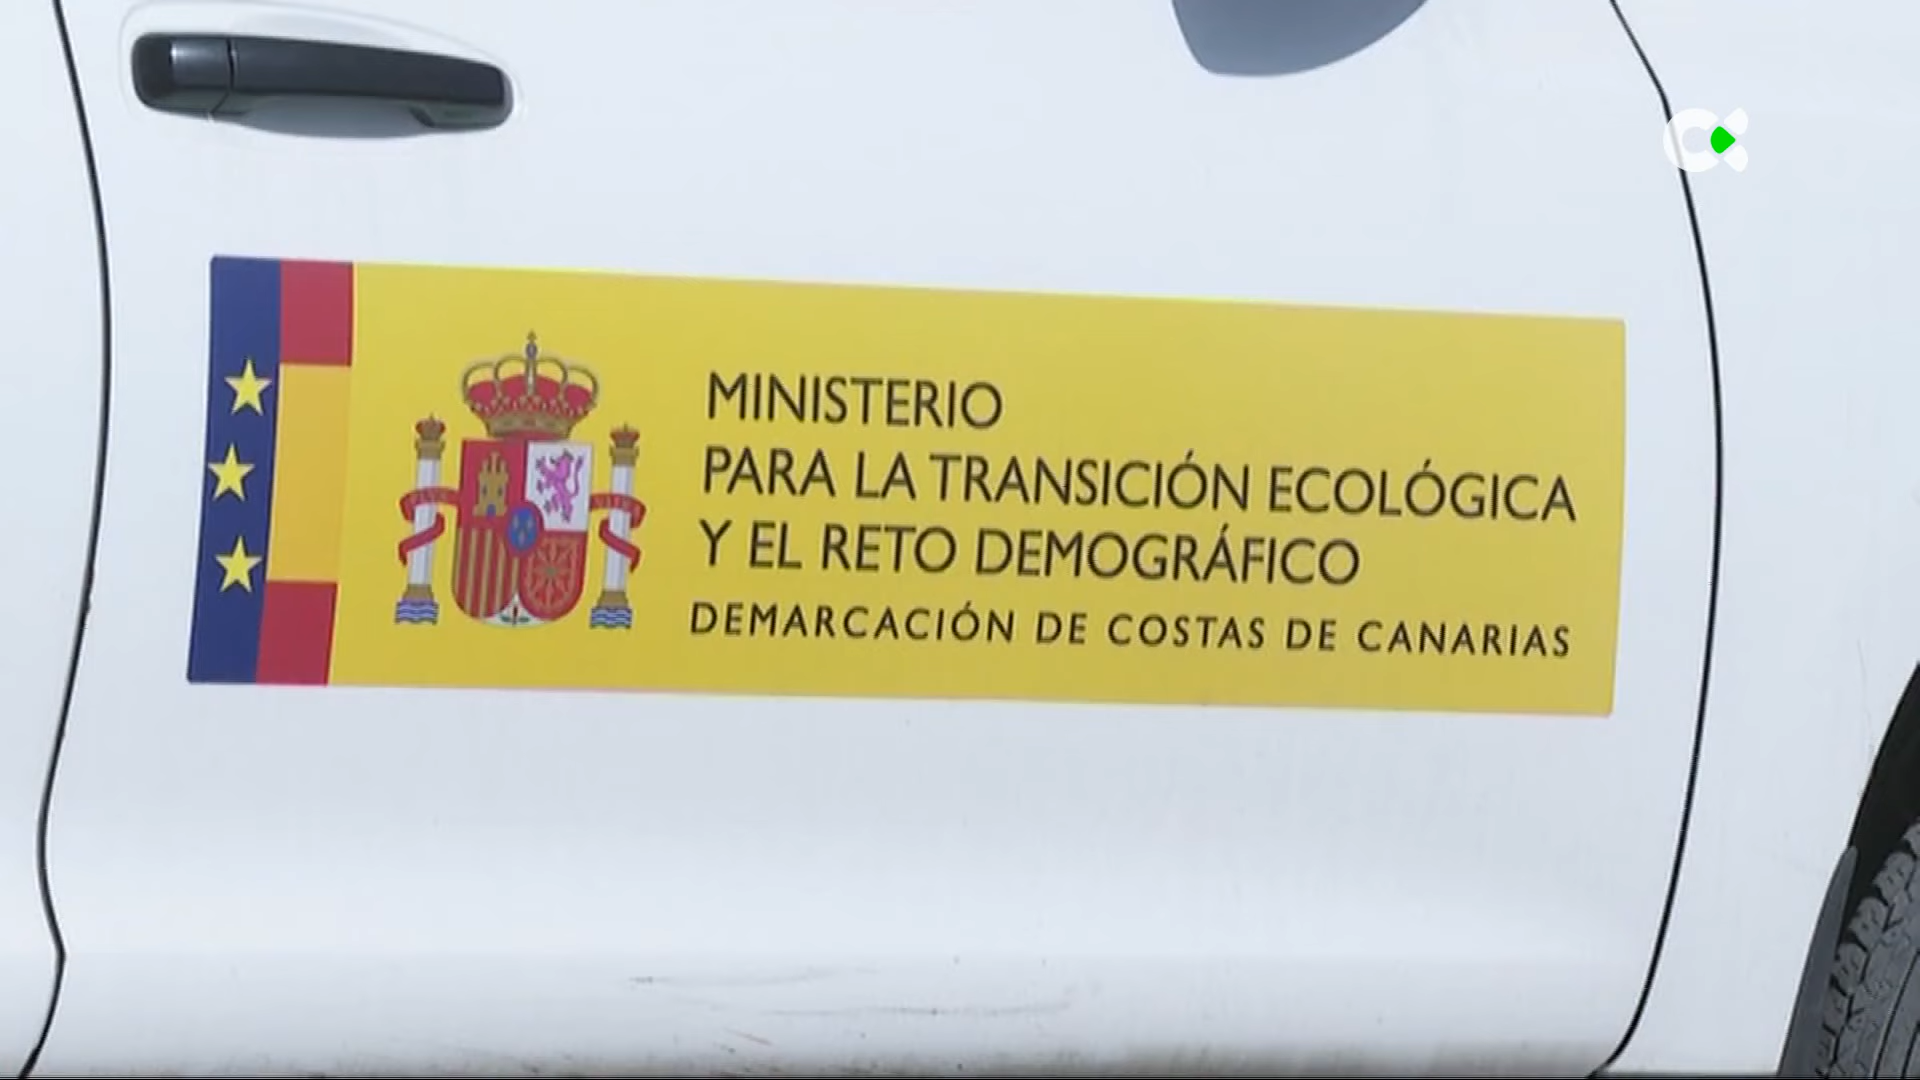 MINISTERIO
PARA LA TRANSICIÓN ECOLÓGICA
Y EL RETO DEMOGRÁFICO
DEMARCACIÓN DE COSTAS DE CANARIAS